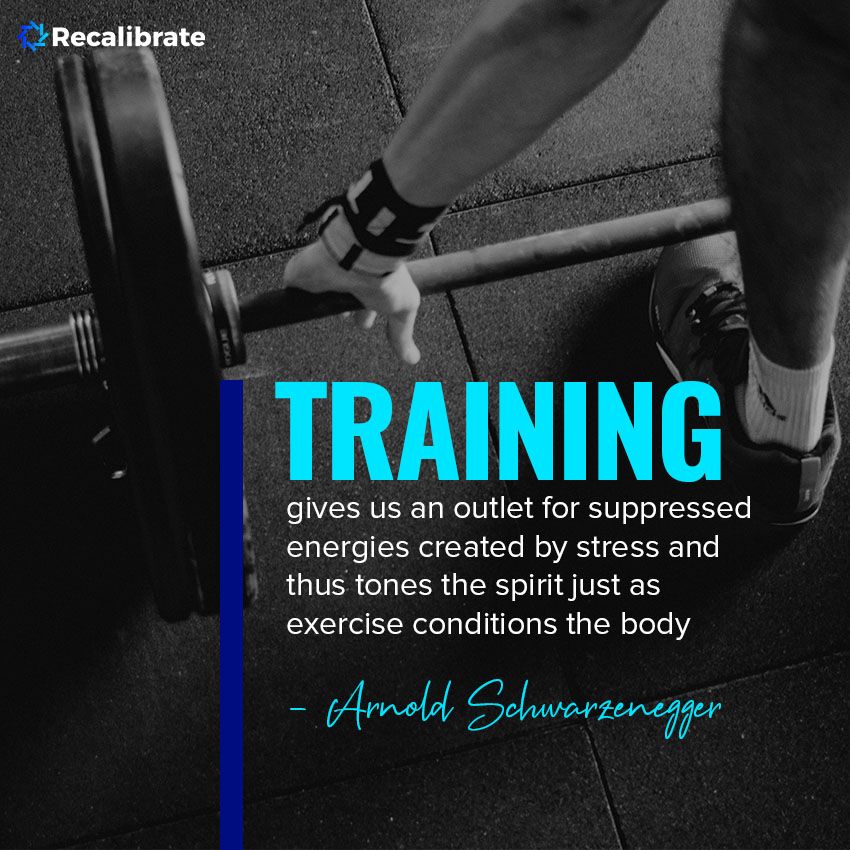 Recalibrate
TRAINING
gives us an outlet for suppressed
energies created by stress and
thus tones the spirit just as
exercise conditions the body
- Arnold Schwarzenegger